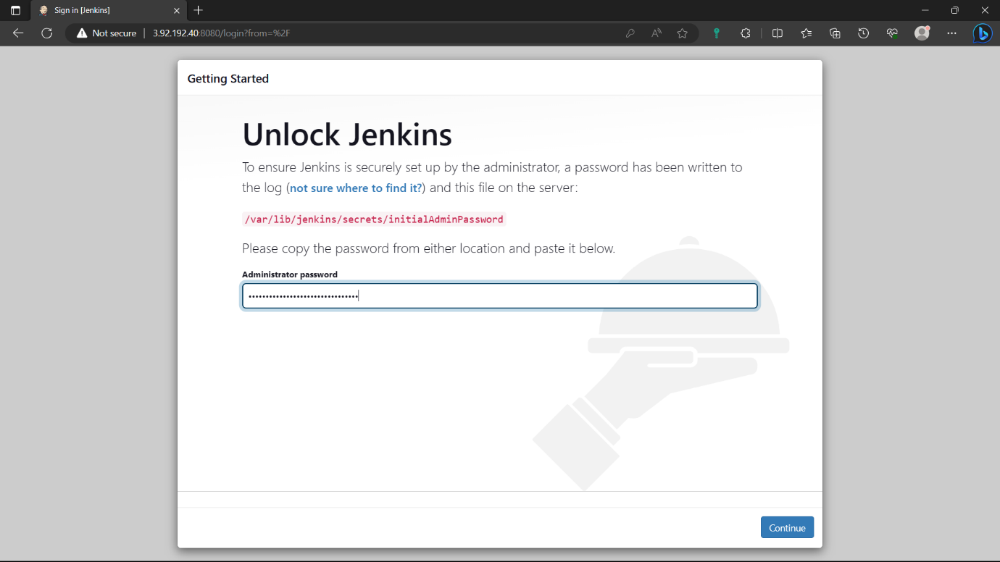 Sign in [Jenkins]
Not secure
3.92.192.40:8080/login?from=%2F
Getting Started
Unlock Jenkins
To ensure Jenkins is securely set up by the administrator, a password has been written to
the log (not sure where to find it?) and this file on the server:
/var/lib/jenkins/secrets/initialAdminPassword
Please copy the password from either location and paste it below.
Administrator password
Continue